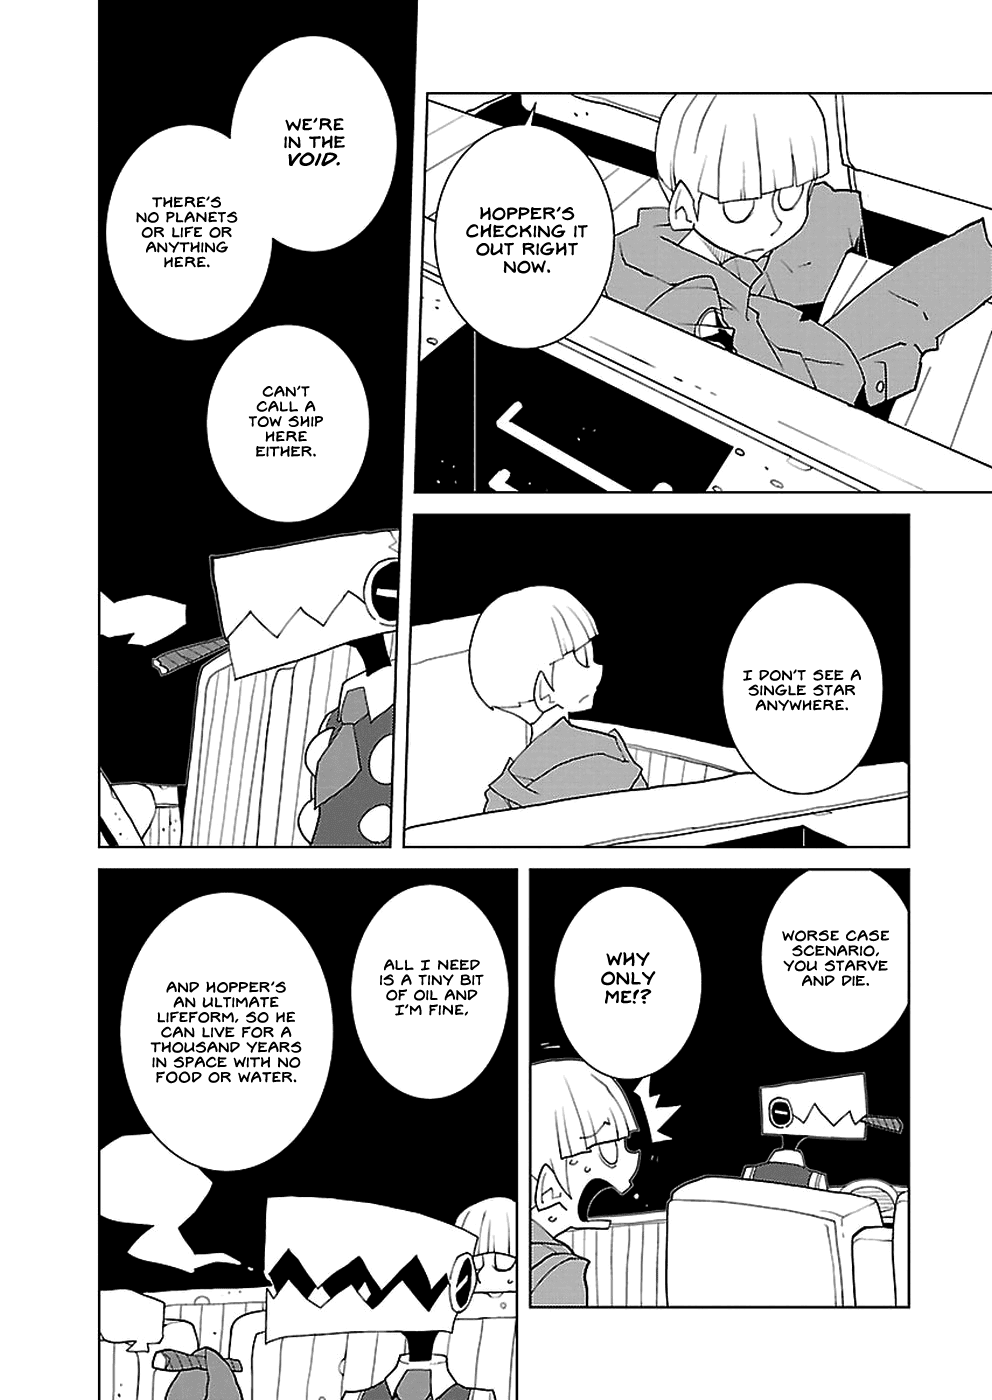 HOPPER'S
CHECKING IT
OUT RIGHT
NOW.
WE'RE
IN THE
VOID.
THERE'S
NO PLANETS
OR LIFE OR
ANYTHING
HERE.
CAN'T
CALL A
TOW SHIP
HERE
EITHER.
I DON'T SEE A
SINGLE STAR
ANYWHERE.
WORSE CASE
SCENARIO,
YOU STARVE
AND DIE.
WHY
ONLY
ME!?
ALL I NEED
IS A TINY BIT
OF OIL AND
I'M FINE,
AND HOPPER'S
AN ULTIMATE
LIFEFORM, SO HE
CAN LIVE FOR A
THOUSAND YEARS
IN SPACE WITH NO
FOOD OR WATER.